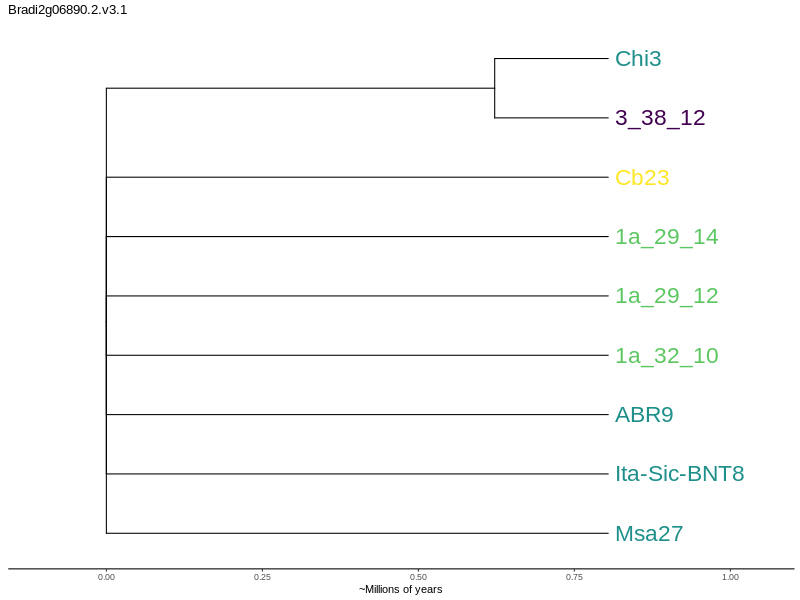 Bradi2g06890.2.v3.1
Chi3
3_38_12
Cb23
1a_29_14
1a_29_12
1a_32_10
ABR9
Ita-Sic-BNT8
Msa27
0.00 0.25 0.50 0.75 1.00
~Millions of years